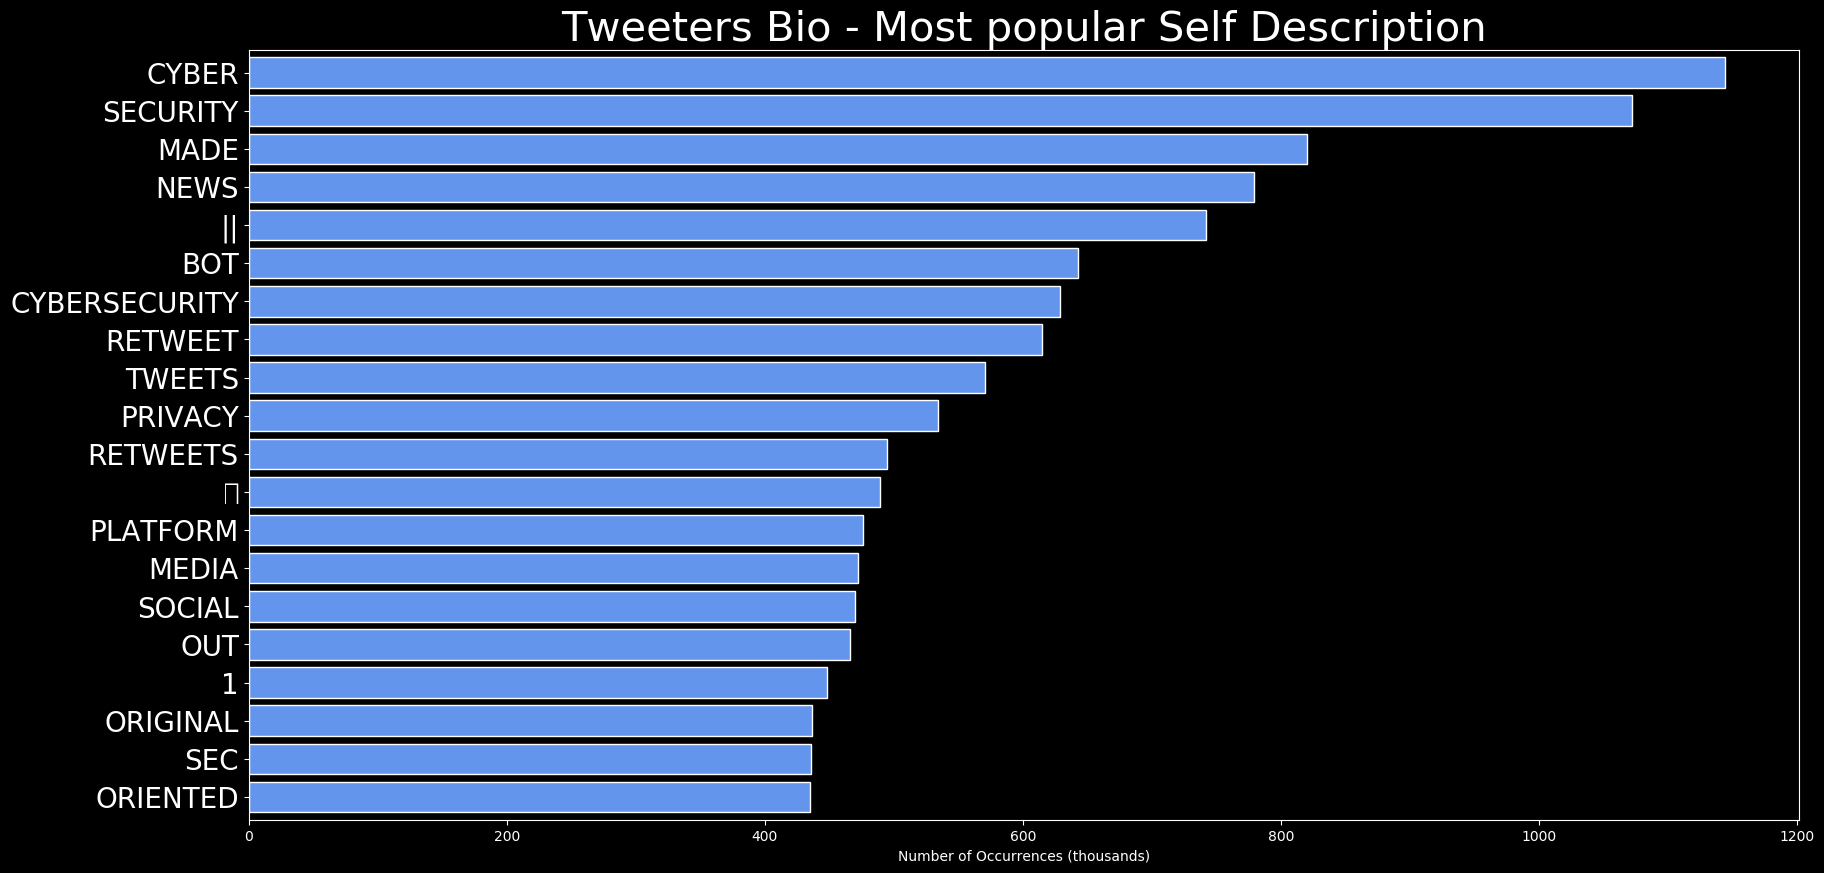 Tweeters Bio - Most popular Self Description
CYBER
SECURITY
MADE
NEWS
||
BOT
CYBERSECURITY
RETWEET
TWEETS
PRIVACY
RETWEETS
PLATFORM
MEDIA
SOCIAL
OUT
1
ORIGINAL
SEC
ORIENTED
0 200 400 600 800 1000 1200
Number of Occurrences (thousands)